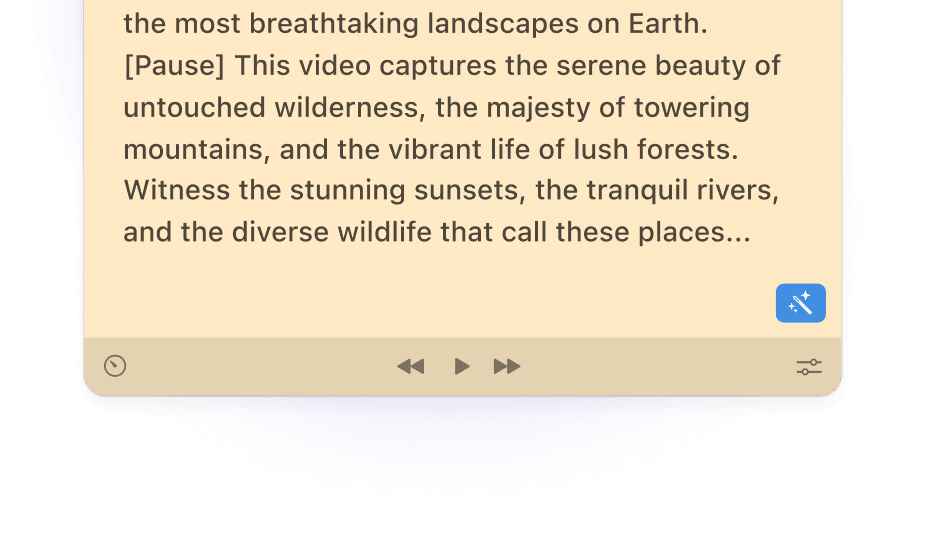 the most breathtaking landscapes on Earth.
[Pause] This video captures the serene beauty of
untouched wilderness, the majesty of towering
mountains, and the vibrant life of lush forests.
Witness the stunning sunsets, the tranquil rivers,
and the diverse wildlife that call these places...